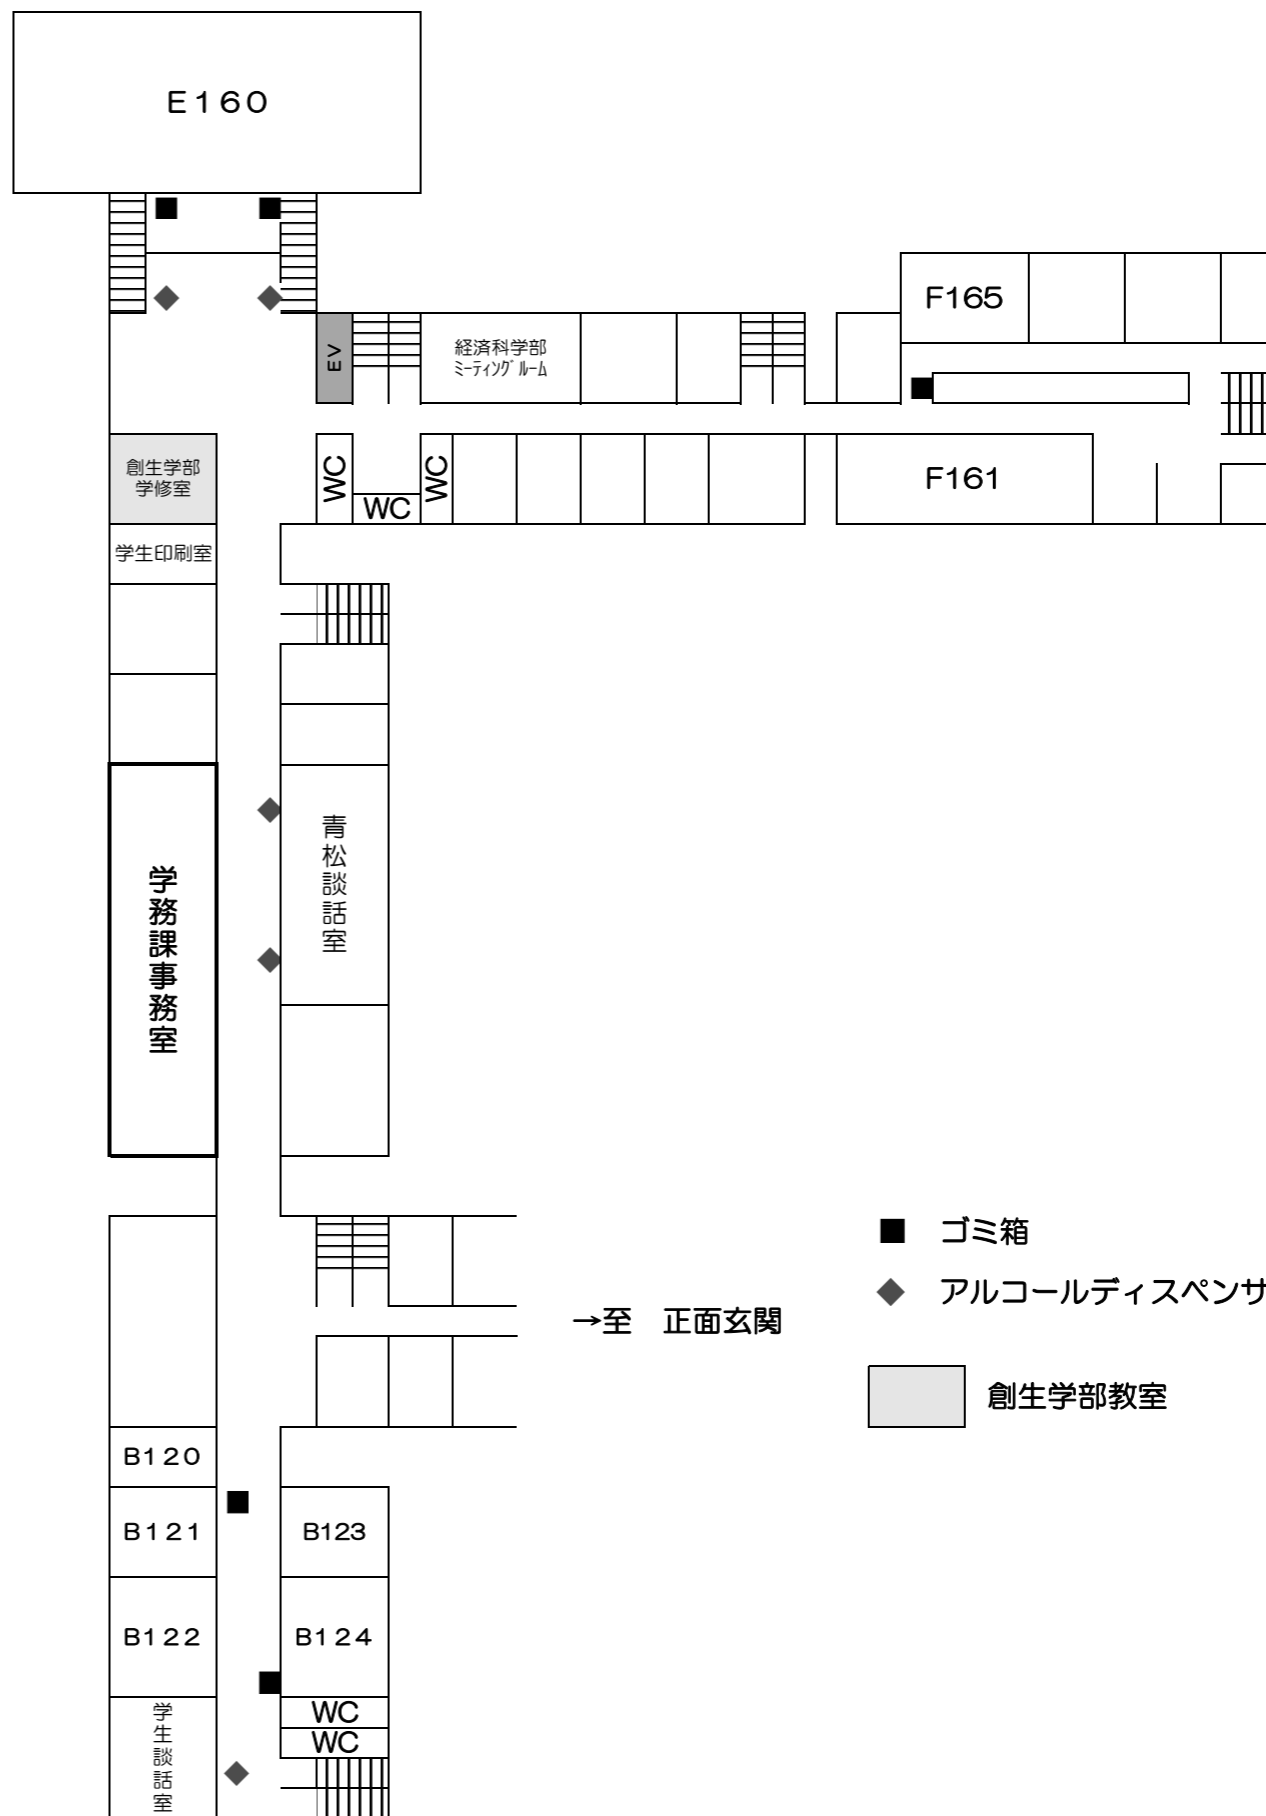 Ｅ１６０
F165
EV
経済科学部
ﾐｰﾃｨﾝｸﾞﾙｰﾑ
創生学部
学修室
WC
WC
WC
F161
学生印刷室
青松談話室
学務課事務室
■ ゴミ箱
◆ アルコールディスペンサ
→至　正面玄関
創生学部教室
Ｂ１２０
Ｂ１２１
B123
Ｂ１２２
Ｂ１２４
WC
WC
学生談話室